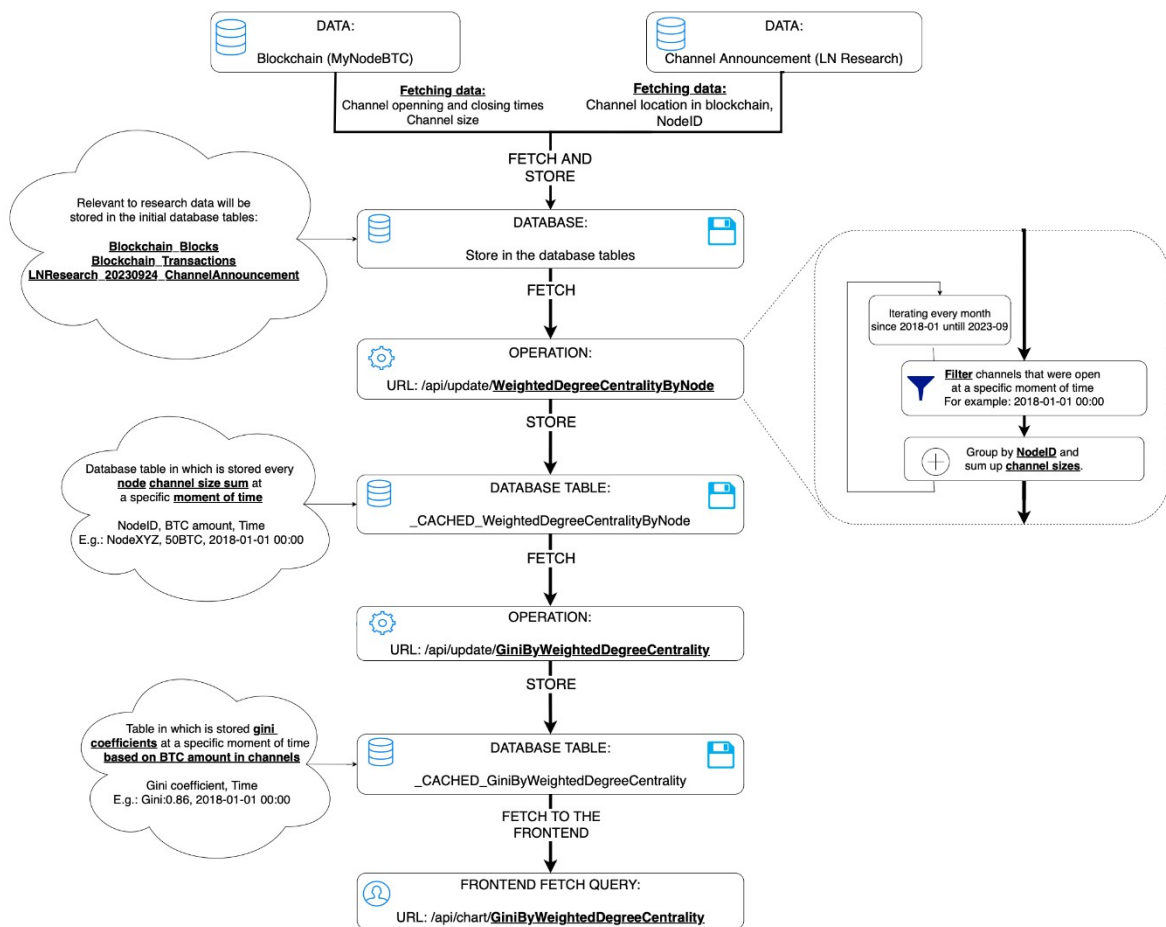 DATA:
Blockchain (MyNodeBTC)
DATA:
Channel Announcement (LN Research)
Fetching data:
Channel openning and closing times
Channel size
Fetching data:
Channel location in blockchain,
NodeID
FETCH AND
STORE
Relevant to research data will be
stored in the initial database tables:
Blockchain_Blocks
Blockchain_Transactions
LNResearch_20230924_ChannelAnnouncement
DATABASE:
Store in the database tables
FETCH
OPERATION:
URL: /api/update/WeightedDegreeCentralityByNode
Iterating every month
since 2018-01 untill 2023-09
Filter channels that were open
at a specific moment of time
For example: 2018-01-01 00:00
Group by NodeID and
sum up channel sizes.
STORE
Database table in which is stored every
node channel size sum at
a specific moment of time
NodeID, BTC amount, Time
E.g.: NodeXYZ, 50BTC, 2018-01-01 00:00
DATABASE TABLE:
_CACHED_WeightedDegreeCentralityByNode
FETCH
OPERATION:
URL: /api/update/GiniByWeightedDegreeCentrality
STORE
Table in which is stored gini
coefficients at a specific moment of time
based on BTC amount in channels
Gini coefficient, Time
E.g.: Gini:0.86, 2018-01-01 00:00
DATABASE TABLE:
_CACHED_GiniByWeightedDegreeCentrality
FETCH TO THE
FRONTEND
FRONTEND FETCH QUERY:
URL: /api/chart/GiniByWeightedDegreeCentrality